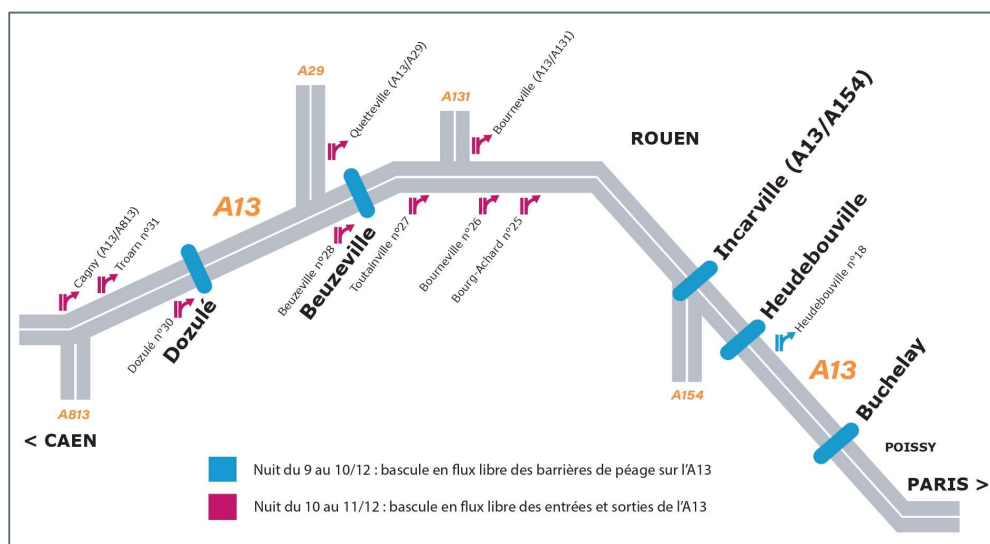 A29
Quetteville (A13/A29)
A131
Bourneville (A13/A131)
ROUEN
Incarville (A13/A154)
Heudebouville
Heudebouville n°18
A13
Cagny (A13/A813)
Troarn n°31
Dozulé n°30
Dozulé
Beuzeville n°28
Beuzeville
Toutainville n°27
Bourneville n°26
Bourg-Achard n°25
A154
A13
Buchelay
A813
< CAEN
POISSY
PARIS >
Nuit du 9 au 10/12 : bascule en flux libre des barrières de péage sur l'A13
Nuit du 10 au 11/12 : bascule en flux libre des entrées et sorties de l'A13